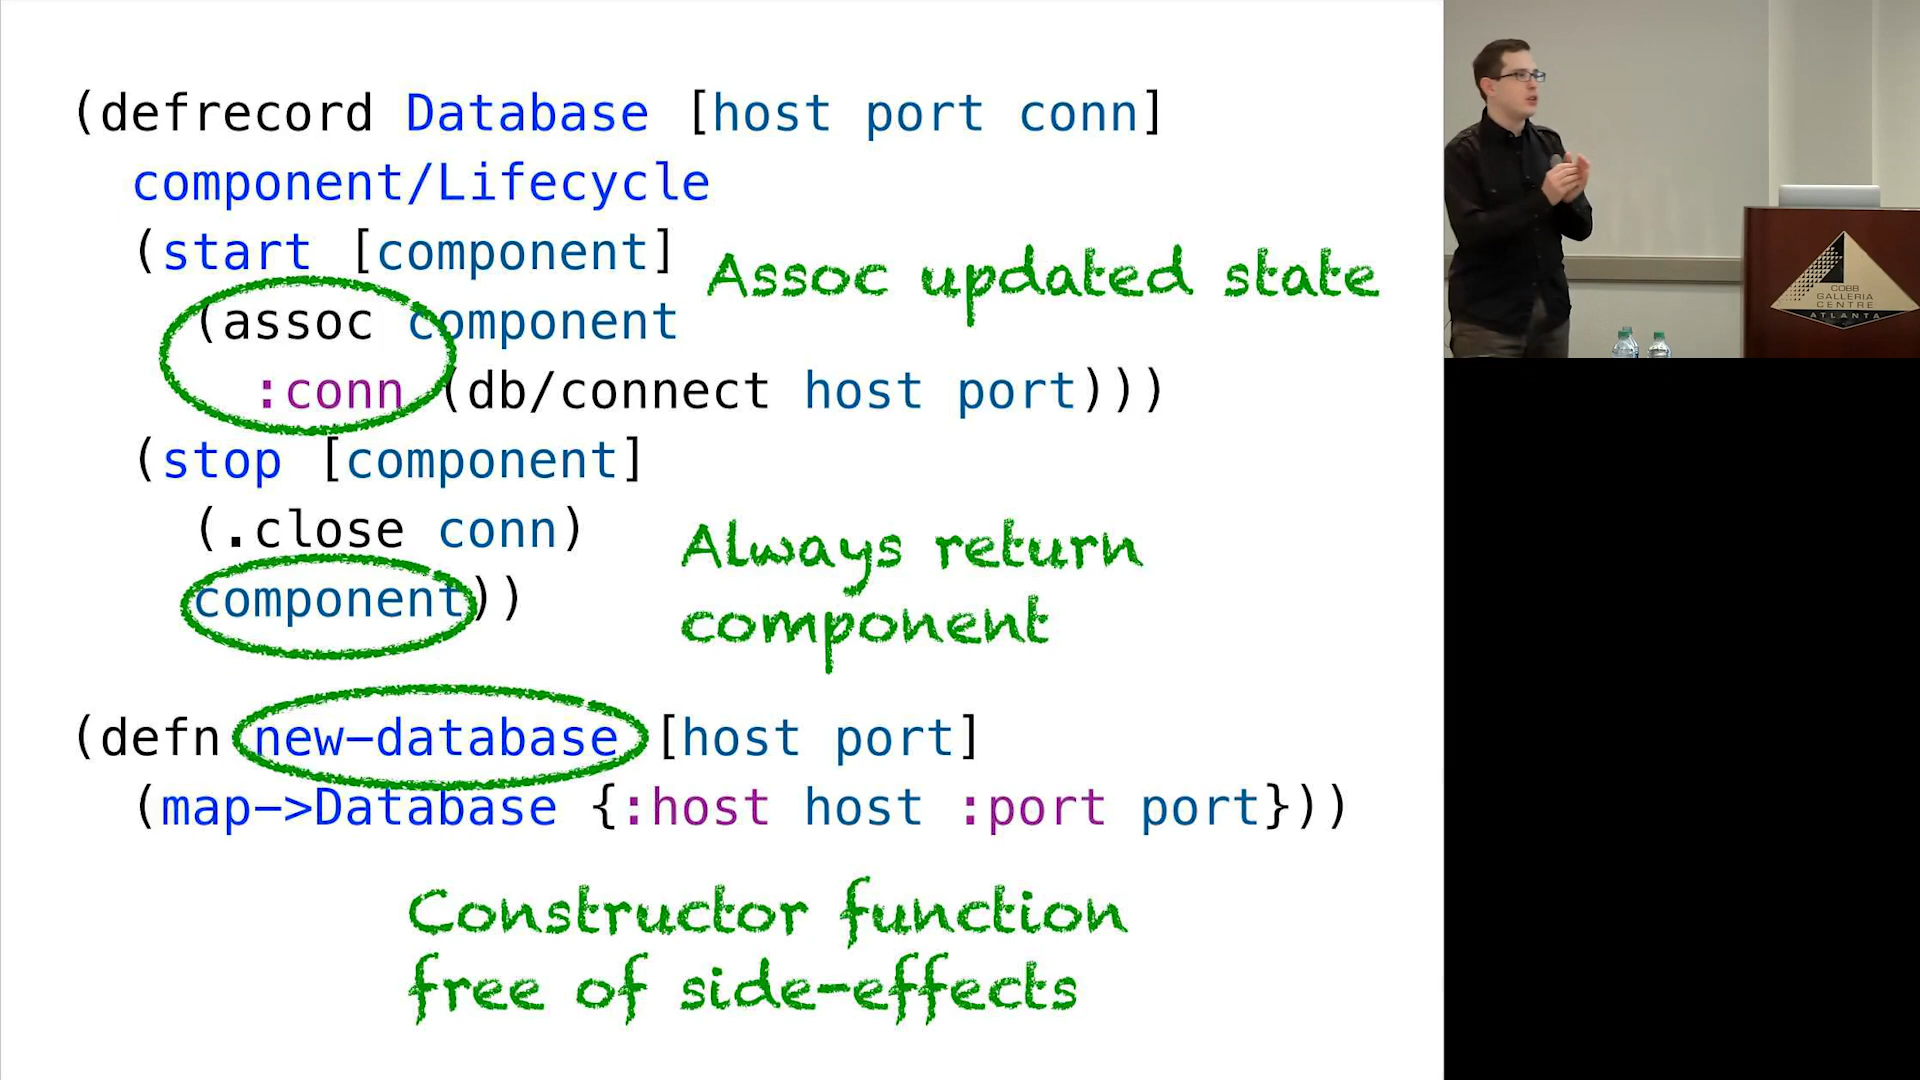 (defrecord Database [host port conn]
component/Lifecycle
(start [component]
Assoc updated state
(assoc component
:conn (db/connect host port)))
(stop [component]
(.close conn)
Always return
component))
component
(defn new-database [host port]
(map->Database {:host host :port port}))
Constructor function
free of side-effects
COBB
GALLERIA
CENTRE
ATLANTA